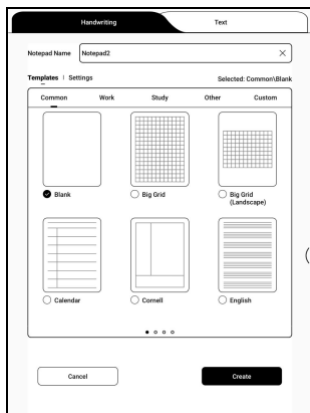 Handwriting Text
Notepad Name Notepad2 ×
Templates | Settings Selected: Common\Blank
Common Work Study Other Custom
Blank Big Grid Big Grid
(Landscape)
Calendar Cornell English
Cancel Create